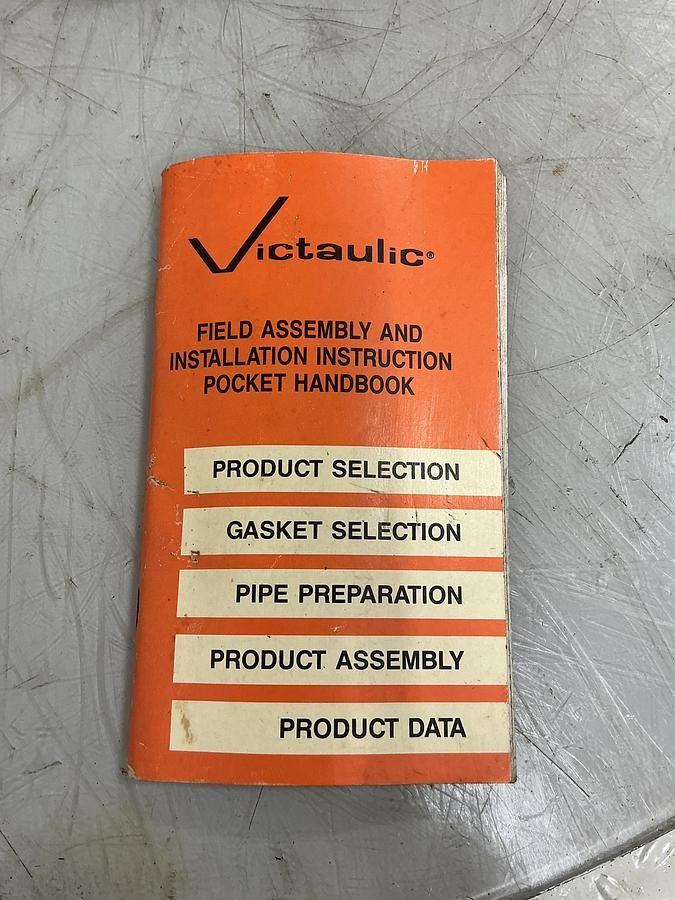 Victaulic®
FIELD ASSEMBLY AND
INSTALLATION INSTRUCTION
POCKET HANDBOOK
PRODUCT SELECTION
GASKET SELECTION
PIPE PREPARATION
PRODUCT ASSEMBLY
PRODUCT DATA